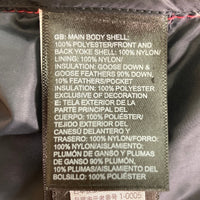 GB: MAIN BODY SHELL:
100% POLYESTER/FRONT AND
BACK YOKE SHELL: 100% NYLON/
LINING: 100% NYLON/
INSULATION: GOOSE DOWN &
GOOSE FEATHERS 90% DOWN,
10% FEATHERS/POCKET
INSULATION: 100% POLYESTER
EXCLUSIVE OF DECORATION
E: TELA EXTERIOR DE LA
PARTE PRINCIPAL DEL
CUERPO: 100% POLIÉSTER/
TEJIDO EXTERIOR DEL
CANESÚ DELANTERO Y
TRASERO: 100% NYLON/FORRO:
100% NYLON/AISLAMIENTO:
PLUMÓN DE GANSO Y PLUMAS
DE GANSO 90% PLUMÓN,
10% PLUMAS/AISLAMIENTO DEL
BOLSILLO: 100% POLIÉSTER
1-0005